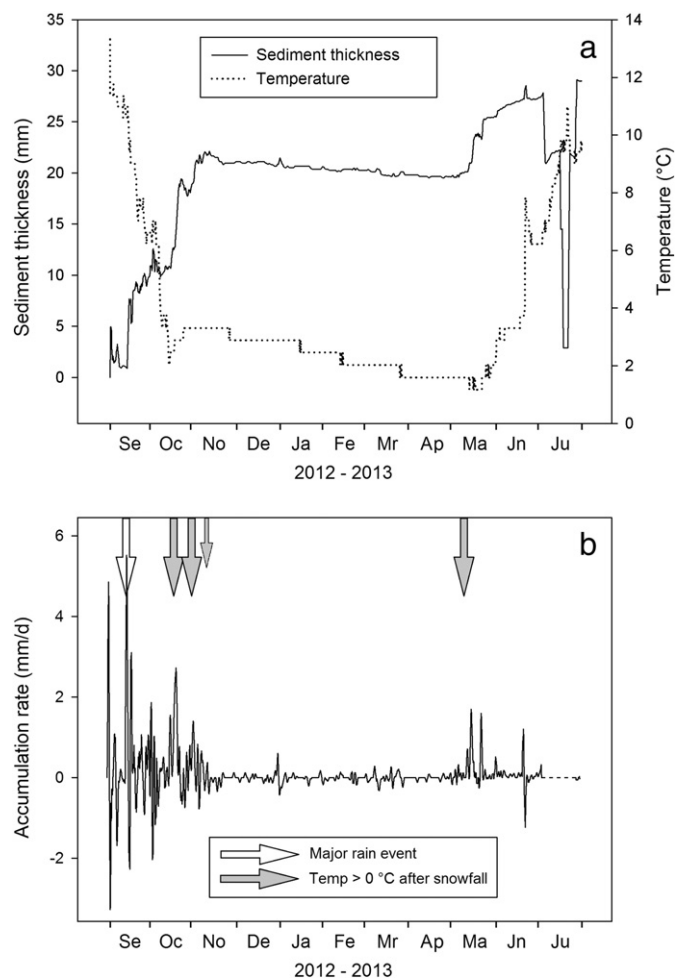 a
Sediment thickness
Temperature
Sediment thickness (mm)
35
30
25
20
15
10
5
0
Temperature (°C)
14
12
10
8
6
4
2
0
Se Oc No De Ja Fe Mr Ap Ma Jn Ju
2012 - 2013
b
Accumulation rate (mm/d)
6
4
2
0
-2
Major rain event
Temp > 0 °C after snowfall
Se Oc No De Ja Fe Mr Ap Ma Jn Ju
2012 - 2013